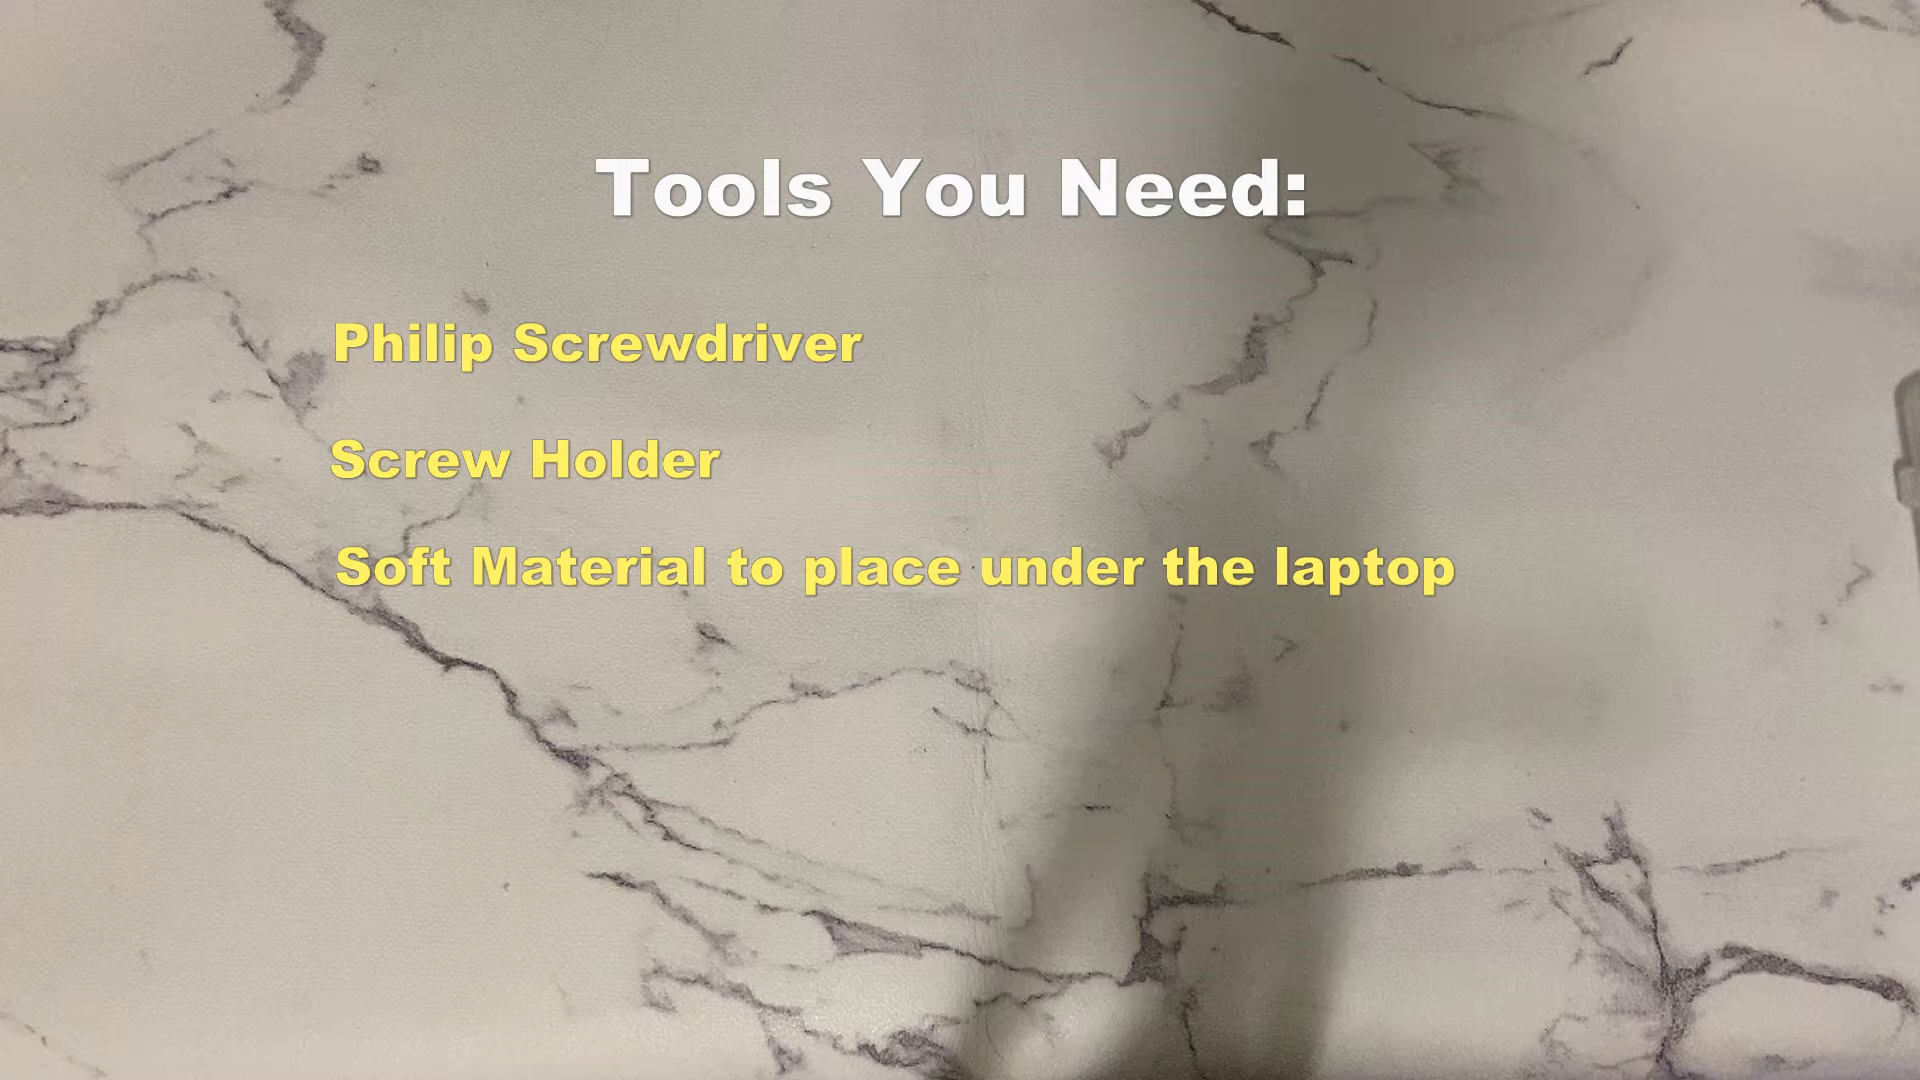 Tools You Need:
Philip Screwdriver
Screw Holder
Soft Material to place under the laptop